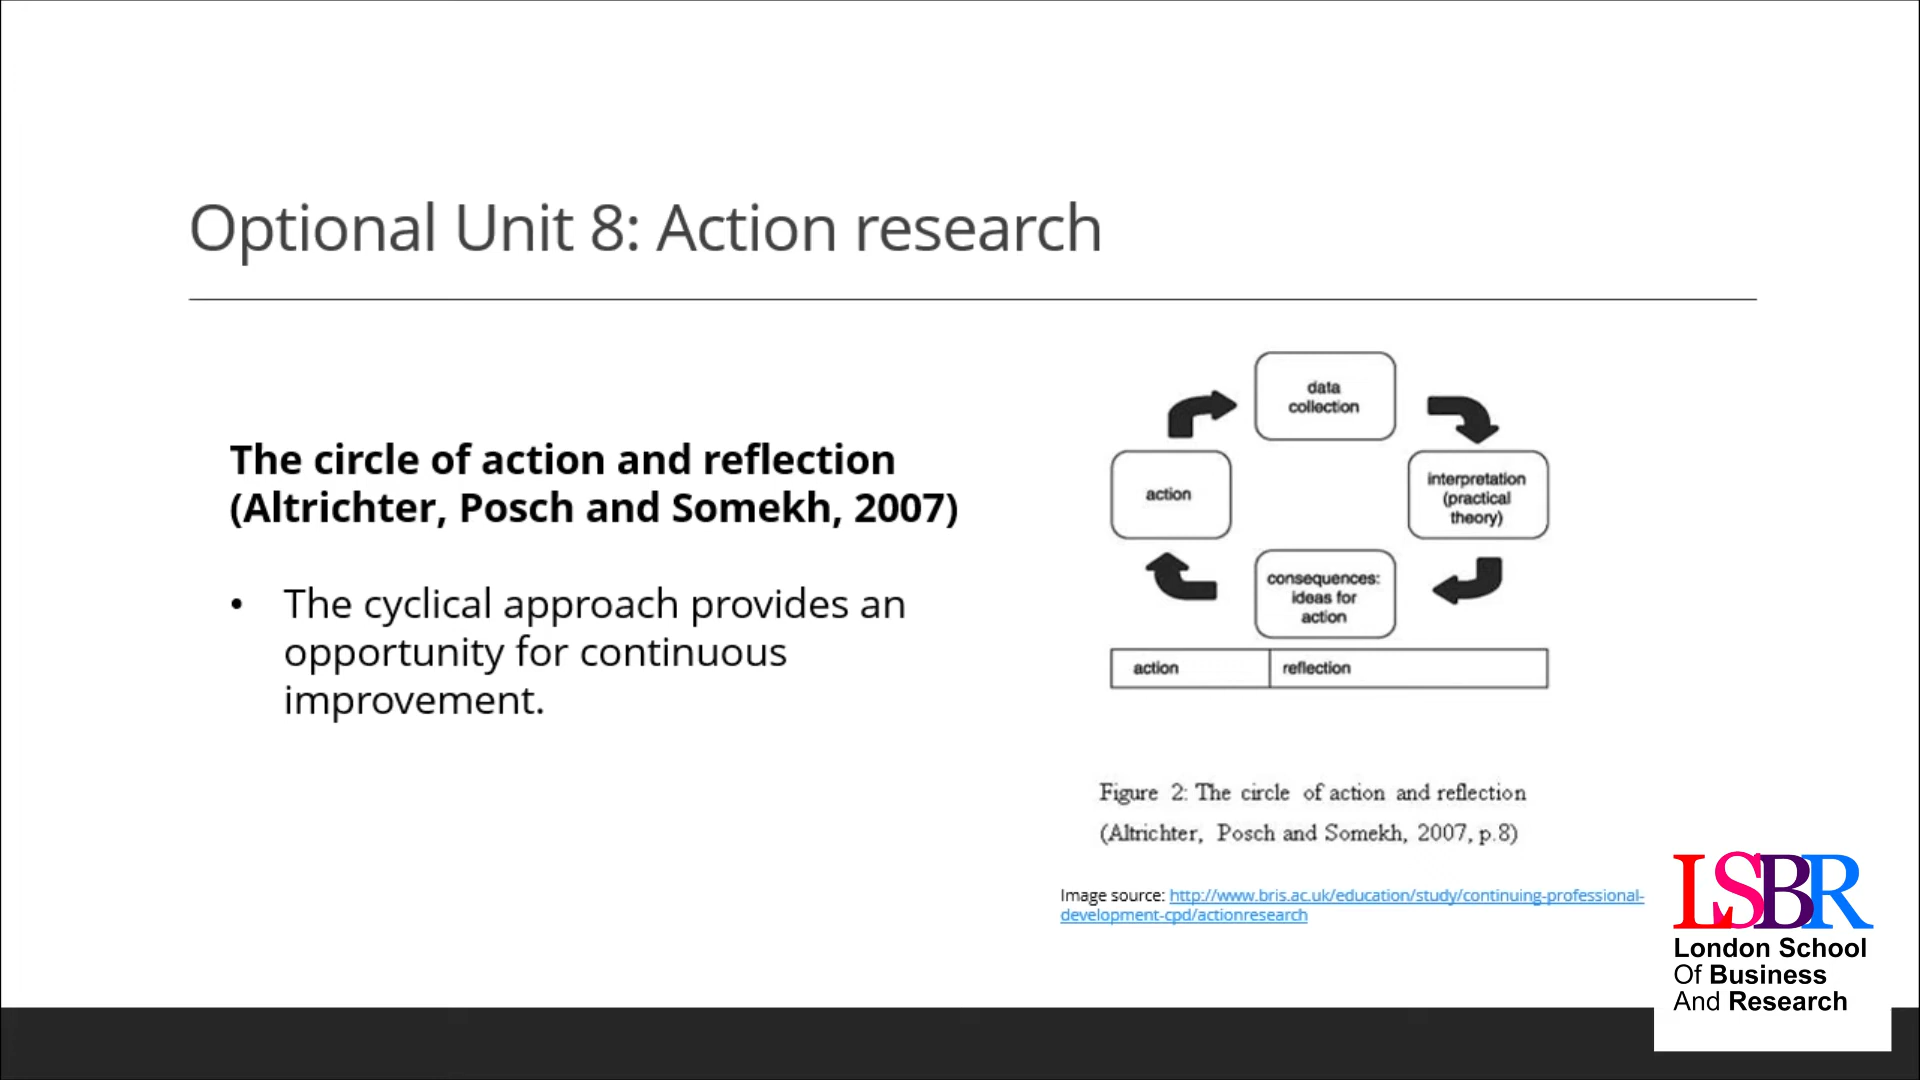 Optional Unit 8: Action research
The circle of action and reflection
(Altrichter, Posch and Somekh, 2007)
• The cyclical approach provides an
opportunity for continuous
improvement.
data
collection
action
interpretation
(practical
theory)
consequences:
ideas for
action
action
reflection
Figure 2: The circle of action and reflection
(Altrichter, Posch and Somekh, 2007, p.8)
Image source: http://www.bris.ac.uk/education/study/continuing-professional-
development-cpd/actionresearch
LSBR
London School
Of Business
And Research